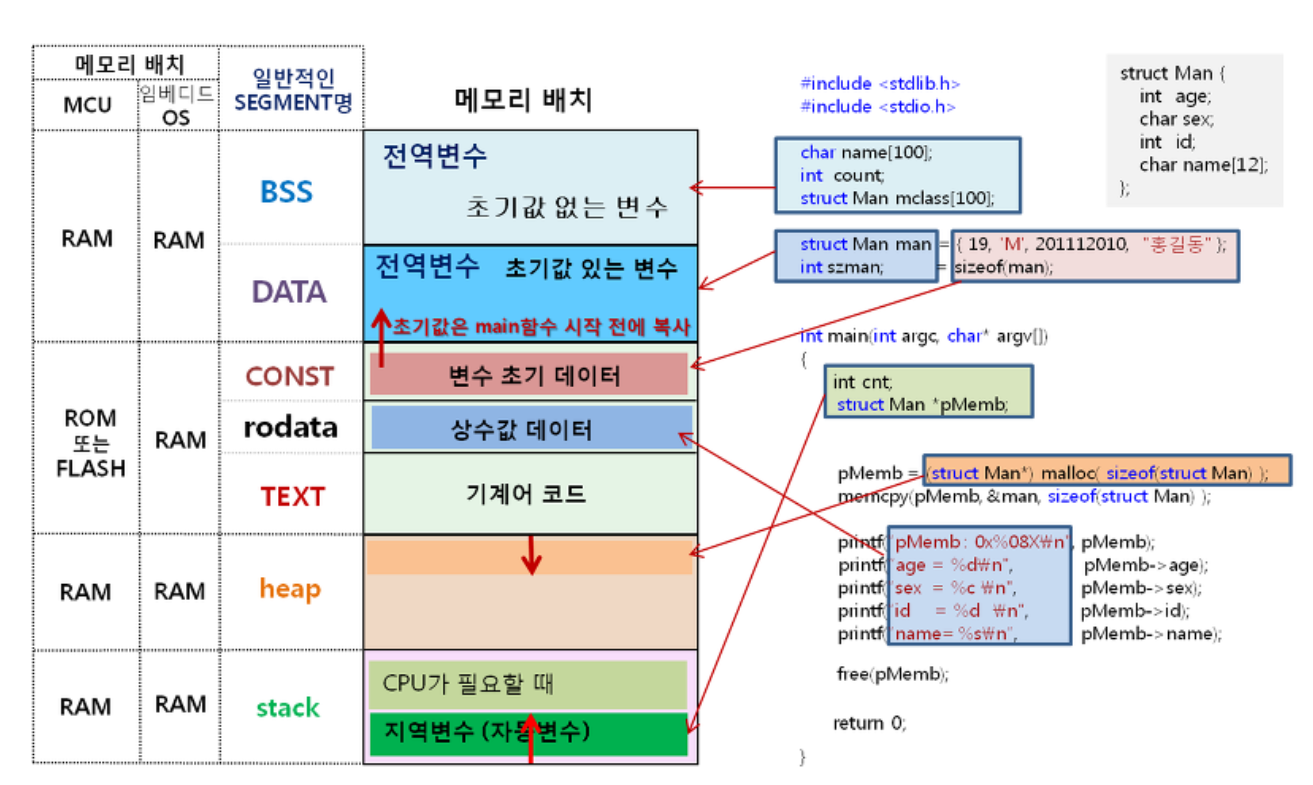 메모리 배치
MCU
임베디드
OS
일반적인
SEGMENT명
메모리 배치
RAM
RAM
BSS
전역변수
초기값 없는 변수
DATA
전역변수 초기값 있는 변수
초기값은 main함수 시작 전에 복사
ROM
또는
FLASH
RAM
CONST
변수 초기 데이터
rodata
상수값 데이터
TEXT
기계어 코드
RAM
RAM
heap
RAM
RAM
stack
CPU가 필요할 때
지역변수 (자동변수)
#include <stdlib.h>
#include <stdio.h>
char name[100];
int count;
struct Man mclass[100];
struct Man man = { 19, 'M', 201112010, "홍길동" };
int szman; = sizeof(man);
int main(int argc, char* argv[])
{
int cnt;
struct Man *pMemb;
pMemb = (struct Man*) malloc( sizeof(struct Man) );
memcpy(pMemb, &man, sizeof(struct Man) );
printf("pMemb : 0x%08X₩n", pMemb);
printf("age = %d₩n", pMemb->age);
printf("sex = %c ₩n", pMemb->sex);
printf("id = %d ₩n", pMemb->id);
printf("name= %s₩n", pMemb->name);
free(pMemb);
return 0;
}
struct Man {
int age;
char sex;
int id;
char name[12];
};